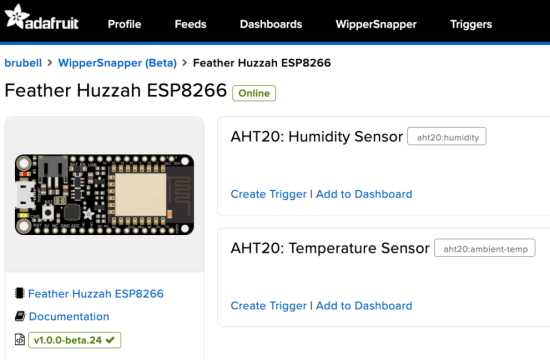 adafruit Profile Feeds Dashboards WipperSnapper Triggers
brubell > WipperSnapper (Beta) > Feather Huzzah ESP8266
Feather Huzzah ESP8266 Online
AHT20: Humidity Sensor aht20:humidity
Create Trigger | Add to Dashboard
AHT20: Temperature Sensor aht20:ambient-temp
Create Trigger | Add to Dashboard
Feather Huzzah ESP8266
Documentation
v1.0.0-beta.24 ✔